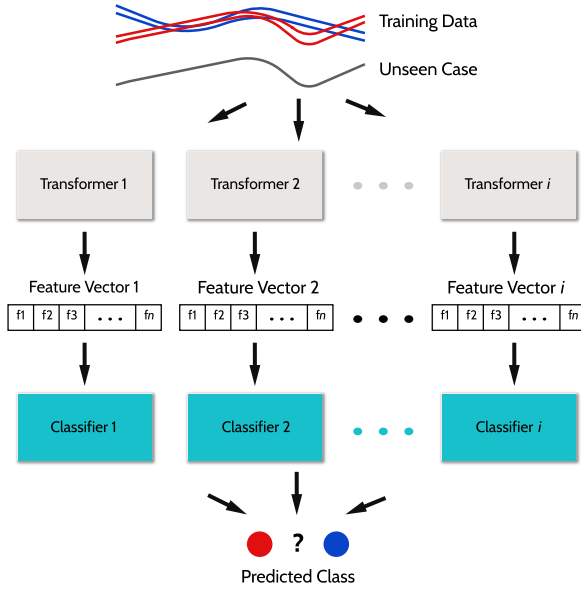 Training Data
Unseen Case
Transformer 1 Transformer 2 Transformer i
Feature Vector 1 Feature Vector 2 Feature Vector i
f1 f2 f3 ... fn f1 f2 f3 ... fn f1 f2 f3 ... fn
Classifier 1 Classifier 2 Classifier i
?
Predicted Class